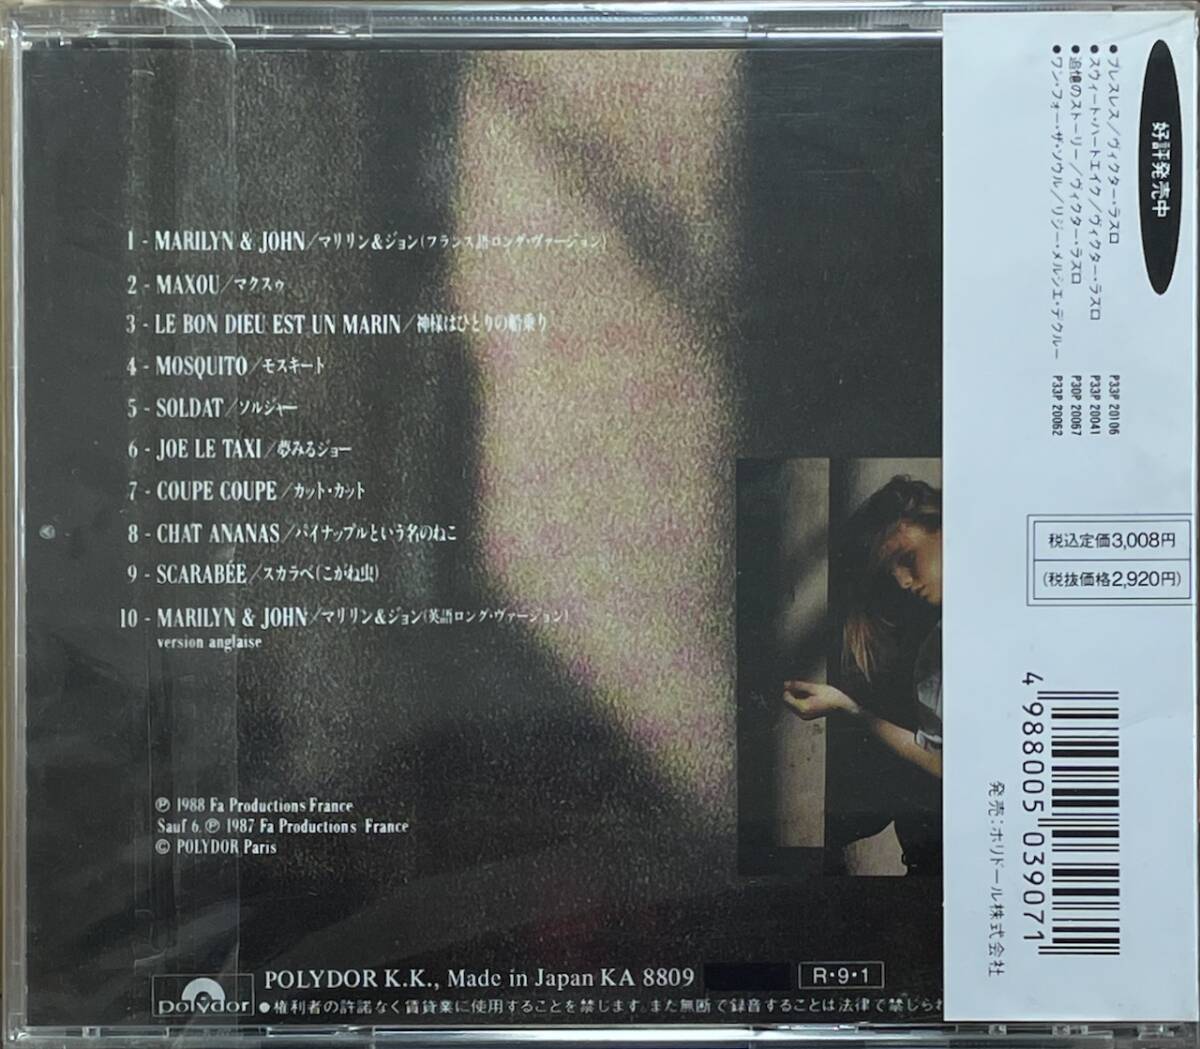 1 - MARILYN & JOHN/マリリン&ジョン(フランス語ロング・ヴァージョン)
2 - MAXOU/マクスゥ
3 - LE BON DIEU EST UN MARIN/神様はひとりの船乗り
4 - MOSQUITO/モスキート
5 - SOLDAT/ソルジャー
6 - JOE LE TAXI/夢みるジョー
7 - COUPE COUPE/カット・カット
8 - CHAT ANANAS/パイナップルという名のねこ
9 - SCARABÉE/スカラベ(こがね虫)
10 - MARILYN & JOHN/マリリン&ジョン(英語ロング・ヴァージョン)
version anglaise
℗ 1988 Fa Productions France
Sauf 6. ℗ 1987 Fa Productions France
© POLYDOR Paris
polydor
POLYDOR K.K., Made in Japan KA 8809
R・9・1
●権利者の許諾なく賃貸業に使用することを禁じます。また無断で録音することは法律で禁じられ
好評発売中
●ブレスレス/ヴィクター・ラズロ P33P 20106
●スウィート・ハートエイク/ヴィクター・ラズロ P33P 20041
●追憶のストーリー/ヴィクター・ラズロ P30P 20067
●ワン・フォー・ザ・ソウル/リジー・メルシエ・デクルー P33P 20062
税込定価3,008円
(税抜価格2,920円)
4 988005 039071
発売:ポリドール株式会社